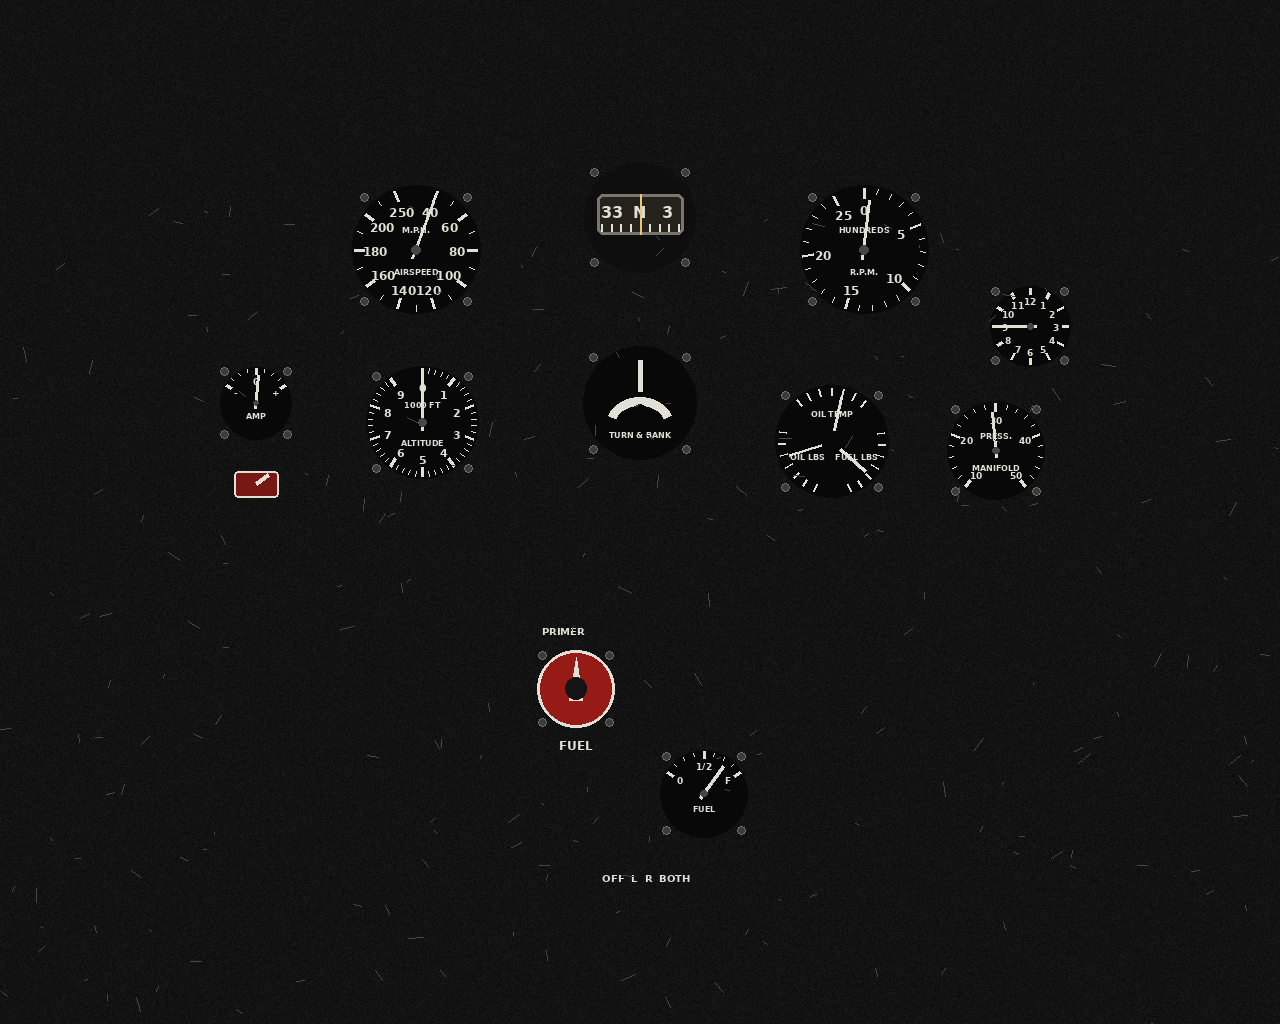 250 40
200 60
M.P.H.
180 80
160 100
AIRSPEED
140 120
33 N 3
0
25 5
HUNDREDS
20
R.P.M.
10
15
12
11 1
10 2
9 3
8 4
7 5
6
0
- +
AMP
9 1
1000 FT
8 2
7 3
ALTITUDE
6 4
5
TURN & BANK
OIL TEMP
OIL LBS FUEL LBS
30
PRESS.
20 40
MANIFOLD
10 50
PRIMER
FUEL
1/2
0 F
FUEL
OFF L R BOTH